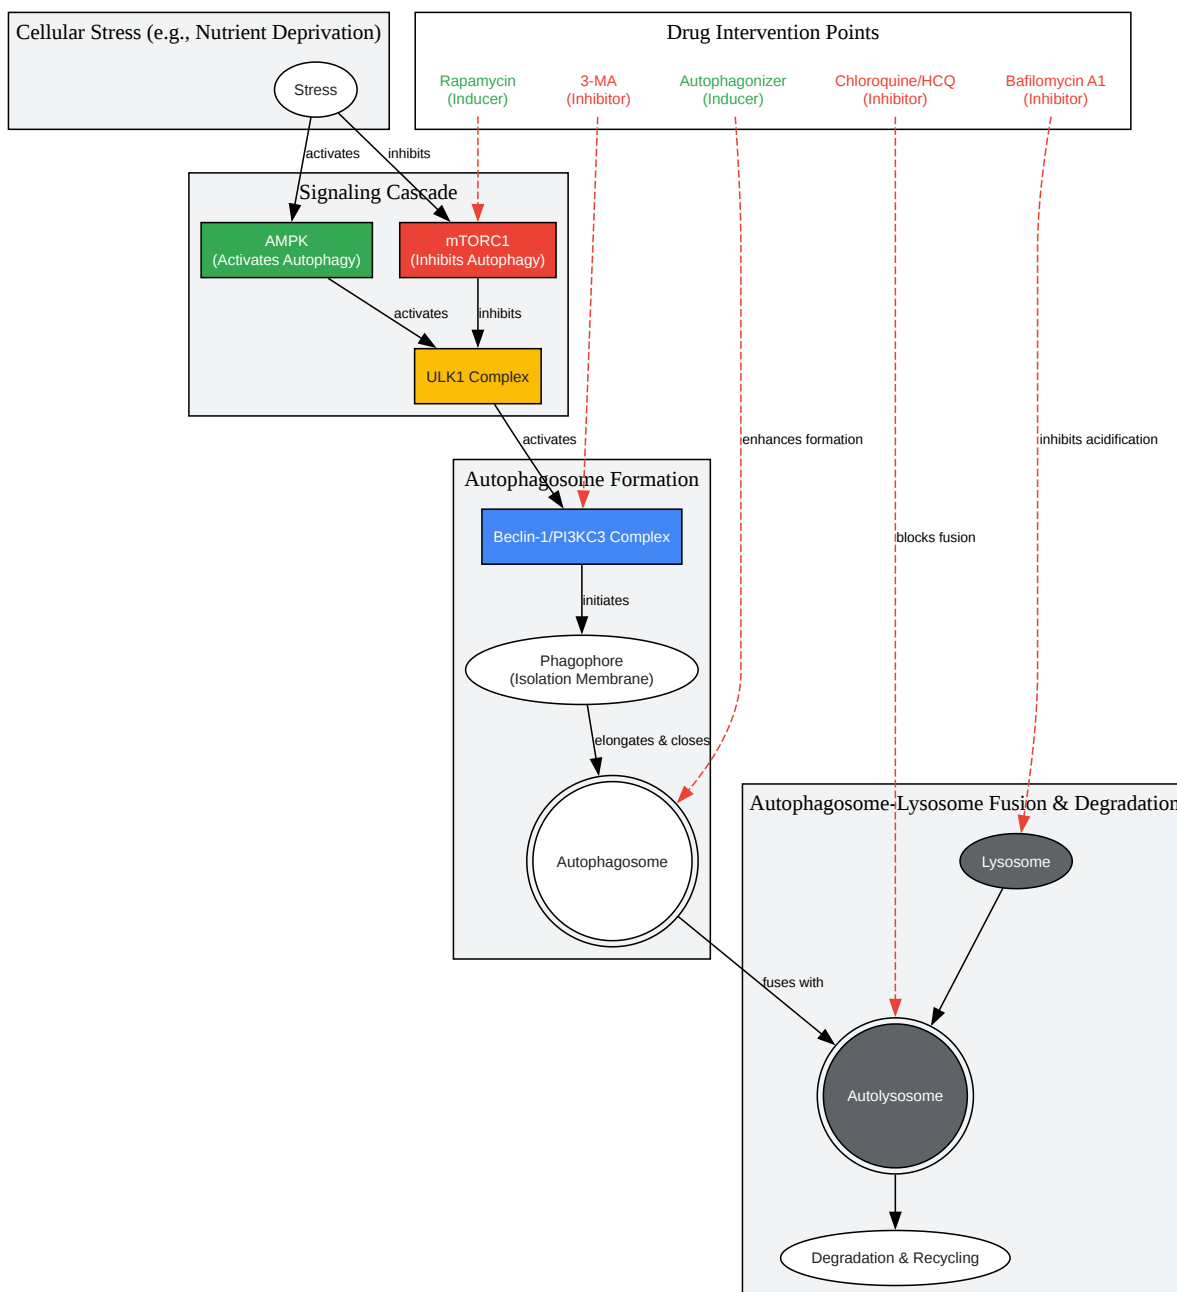 Cellular Stress (e.g., Nutrient Deprivation)
Stress
Drug Intervention Points
Rapamycin
(Inducer)
3-MA
(Inhibitor)
Autophagonizer
(Inducer)
Chloroquine/HCQ
(Inhibitor)
Bafilomycin A1
(Inhibitor)
activates
inhibits
Signaling Cascade
AMPK
(Activates Autophagy)
mTORC1
(Inhibits Autophagy)
activates
inhibits
ULK1 Complex
activates
enhances formation
inhibits acidification
Autophagosome Formation
Beclin-1/PI3KC3 Complex
blocks fusion
initiates
Phagophore
(Isolation Membrane)
elongates & closes
Autophagosome
Autophagosome-Lysosome Fusion & Degradation
Lysosome
fuses with
Autolysosome
Degradation & Recycling